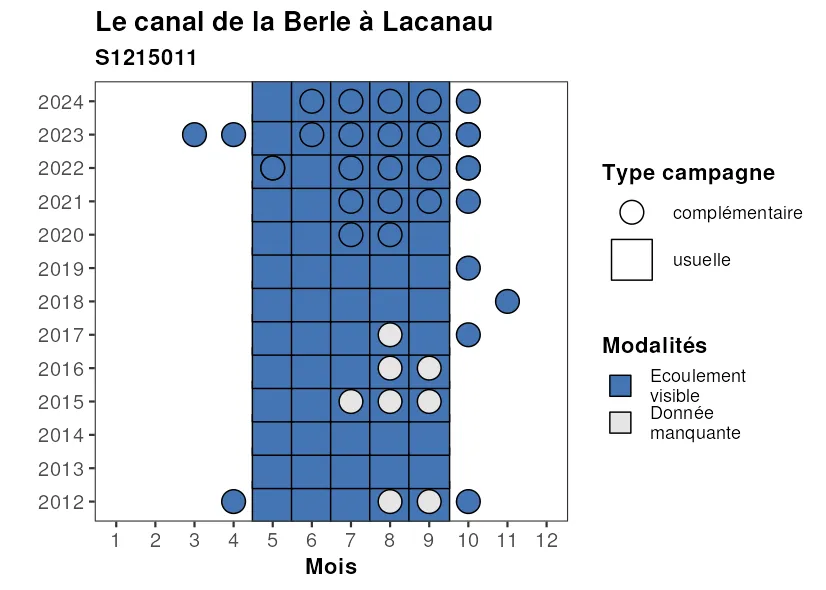 Le canal de la Berle à Lacanau
S1215011
2024
2023
2022
2021
2020
2019
2018
2017
2016
2015
2014
2013
2012
1 2 3 4 5 6 7 8 9 10 11 12
Mois
Type campagne
complémentaire
usuelle
Modalités
Ecoulement
visible
Donnée
manquante